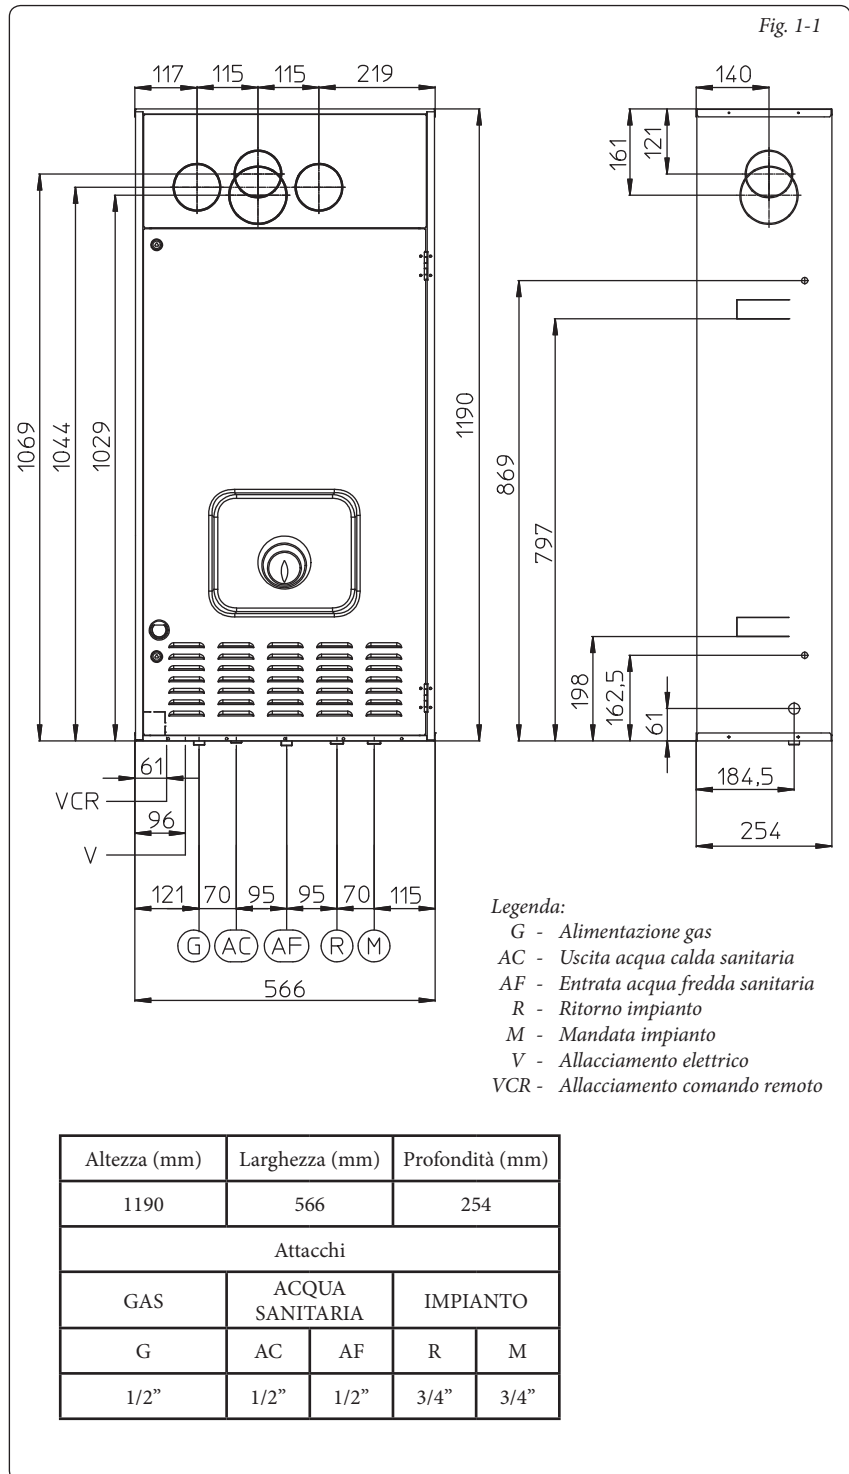 Fig. 1-1
117 115 115 219
140
161
121
1069
1044
1029
1190
869
797
198
162,5
61
61
VCR
96
V
184,5
254
121 70 95 95 70 115
G AC AF R M
566
Legenda:
G - Alimentazione gas
AC - Uscita acqua calda sanitaria
AF - Entrata acqua fredda sanitaria
R - Ritorno impianto
M - Mandata impianto
V - Allacciamento elettrico
VCR - Allacciamento comando remoto
Altezza (mm) Larghezza (mm) Profondità (mm)
1190 566 254
Attacchi
GAS ACQUA SANITARIA IMPIANTO
G AC AF R M
1/2” 1/2” 1/2” 3/4” 3/4”